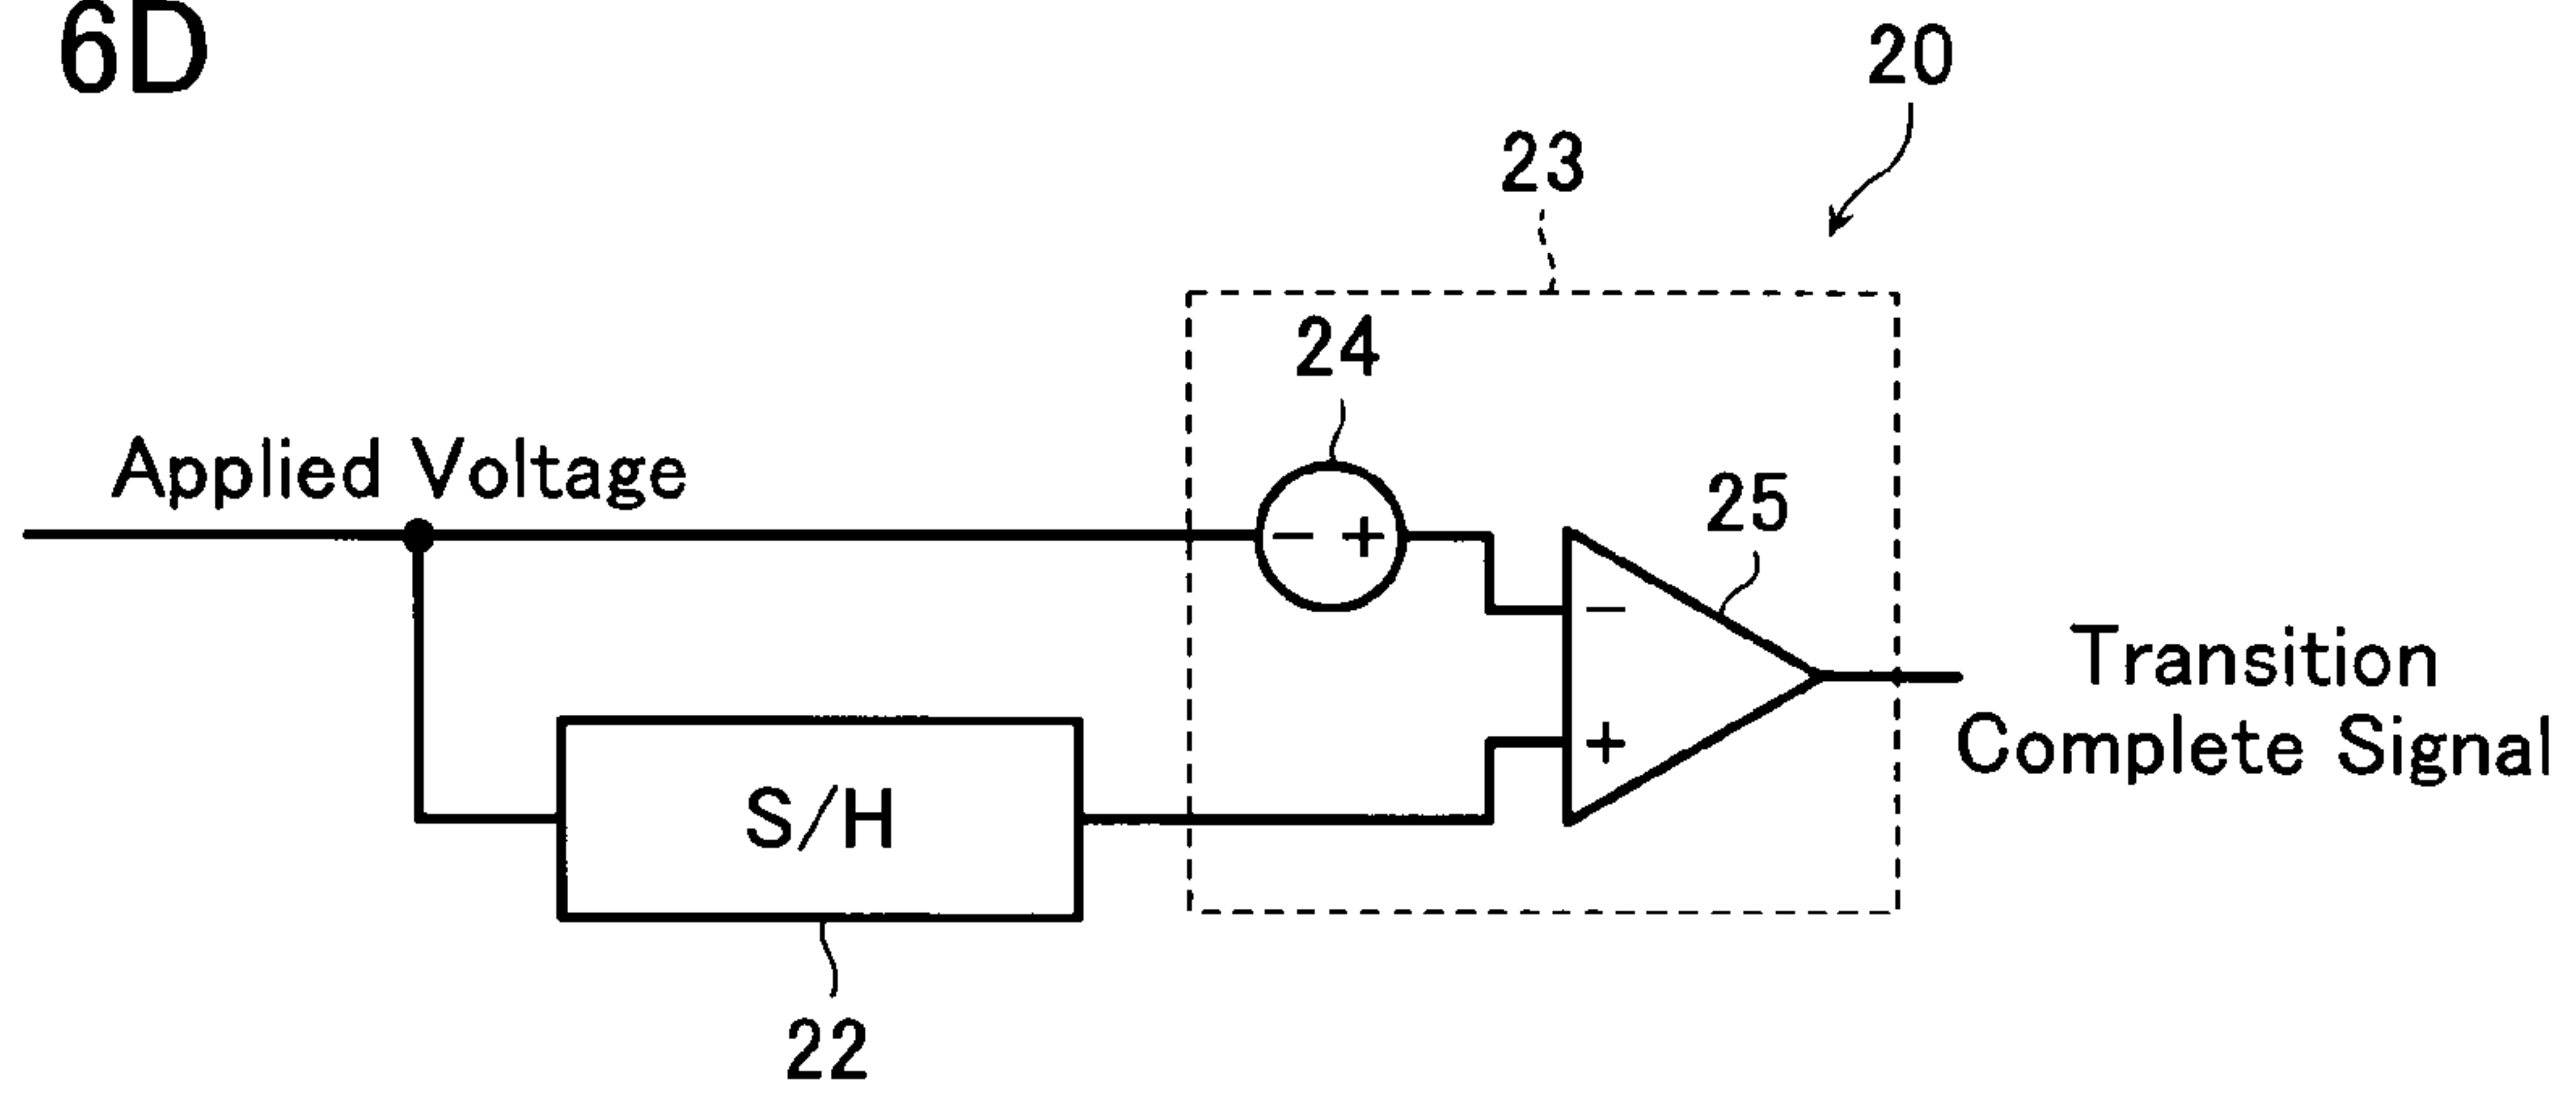 6D
20
23
24
Applied Voltage
25
- +
−
Transition
Complete Signal
+
S/H
22